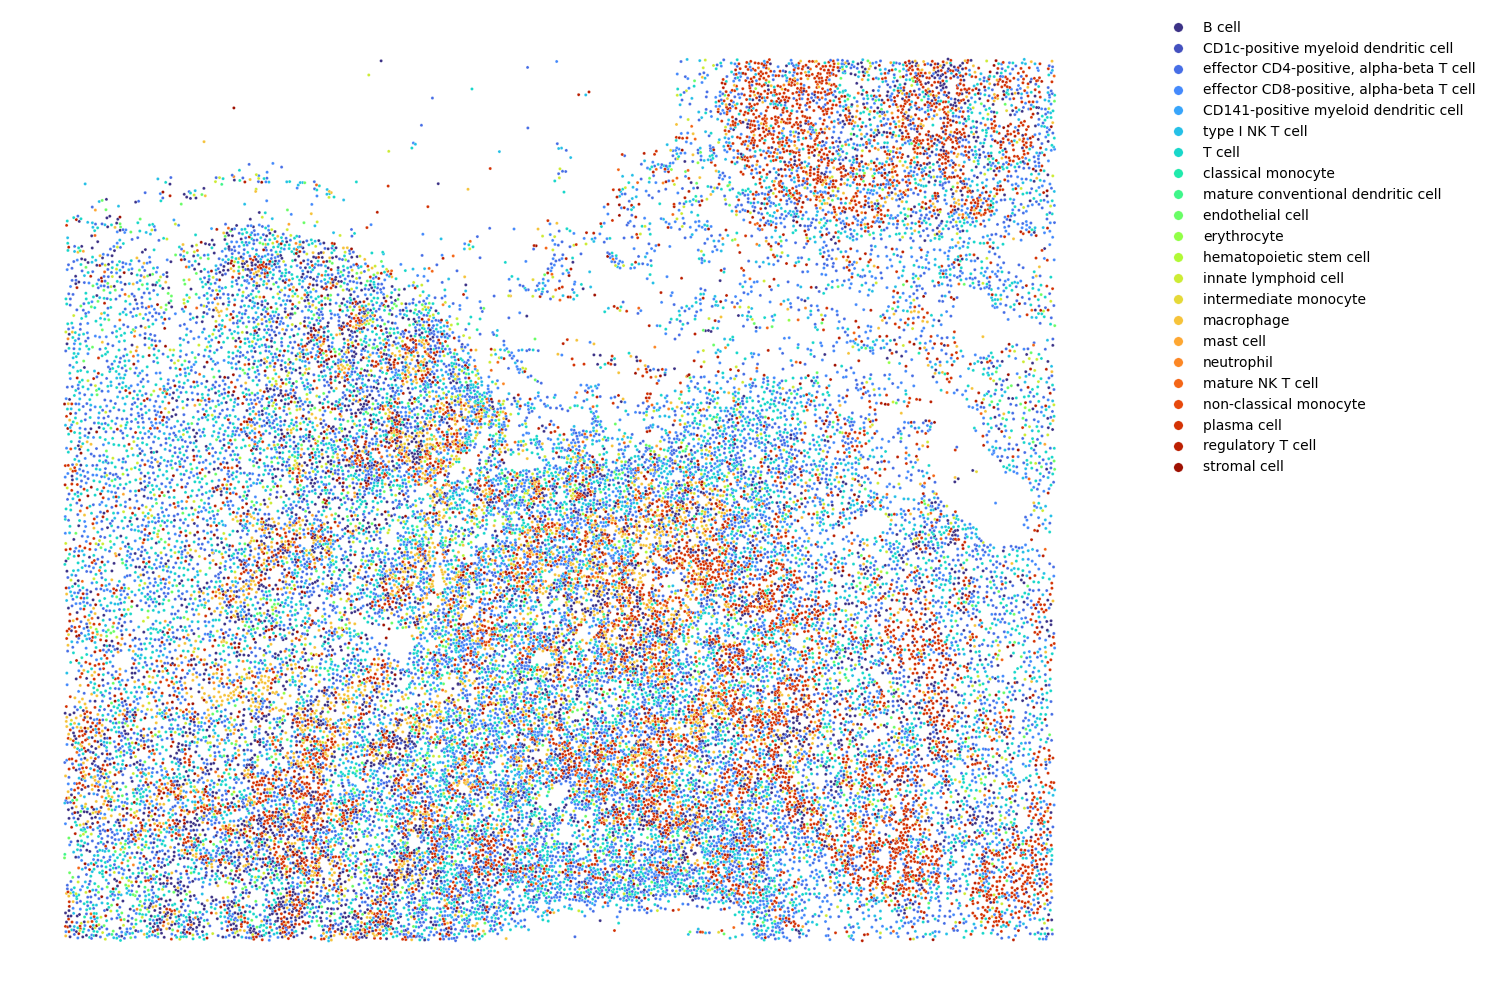 B cell
CD1c-positive myeloid dendritic cell
effector CD4-positive, alpha-beta T cell
effector CD8-positive, alpha-beta T cell
CD141-positive myeloid dendritic cell
type I NK T cell
T cell
classical monocyte
mature conventional dendritic cell
endothelial cell
erythrocyte
hematopoietic stem cell
innate lymphoid cell
intermediate monocyte
macrophage
mast cell
neutrophil
mature NK T cell
non-classical monocyte
plasma cell
regulatory T cell
stromal cell